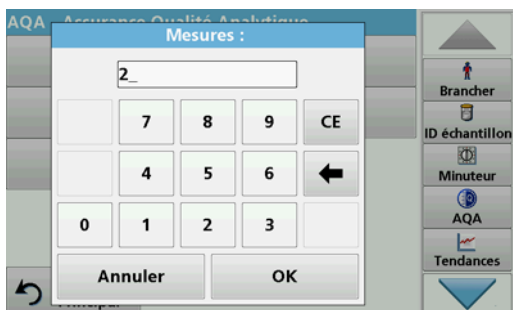 AQA - Assurance Qualité Analytique
Mesures :
2_
7 8 9 CE
4 5 6
0 1 2 3
Annuler OK
Principal
Brancher
ID échantillon
Minuteur
AQA
Tendances